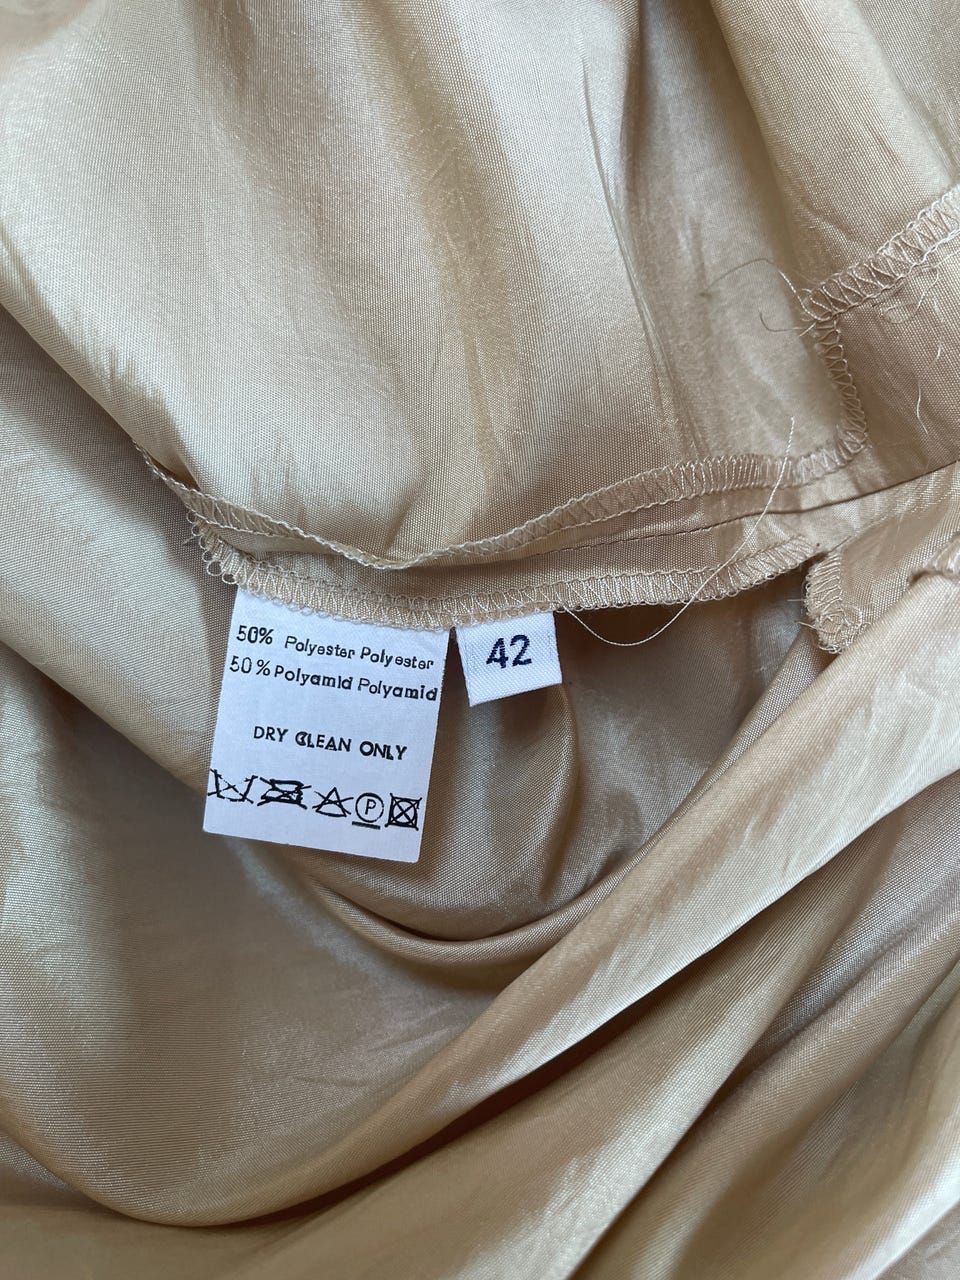 50% Polyester Polyester
50% Polyamid Polyamid
42
DRY CLEAN ONLY
P